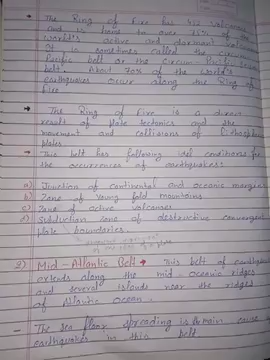 The Ring of Fire has 452 volcanoes
and is home to over 75% of the
world's active and dormant volcanoes
It is sometimes called the circum-
Pacific belt or the circum-Pacific
belt. About 90% of the world's
earthquakes occur along the Ring of
Fire
→ The Ring of Fire is a direct
result of plate tectonics and the
movement and collisions of lithospheric
plates.
→ This belt has following conditions for
the occurrences of earthquakes:
a) Junction of continental and oceanic margins
b) Zone of young fold mountains
c) Zone of active volcanoes
d) Subduction zone of destructive convergent
plate boundaries.
2) Mid-Atlantic Belt → This belt of earthquakes
extends along the mid oceanic ridges
and several islands near the ridges
of Atlantic ocean.
– The sea floor spreading is main cause
earthquakes in this belt.